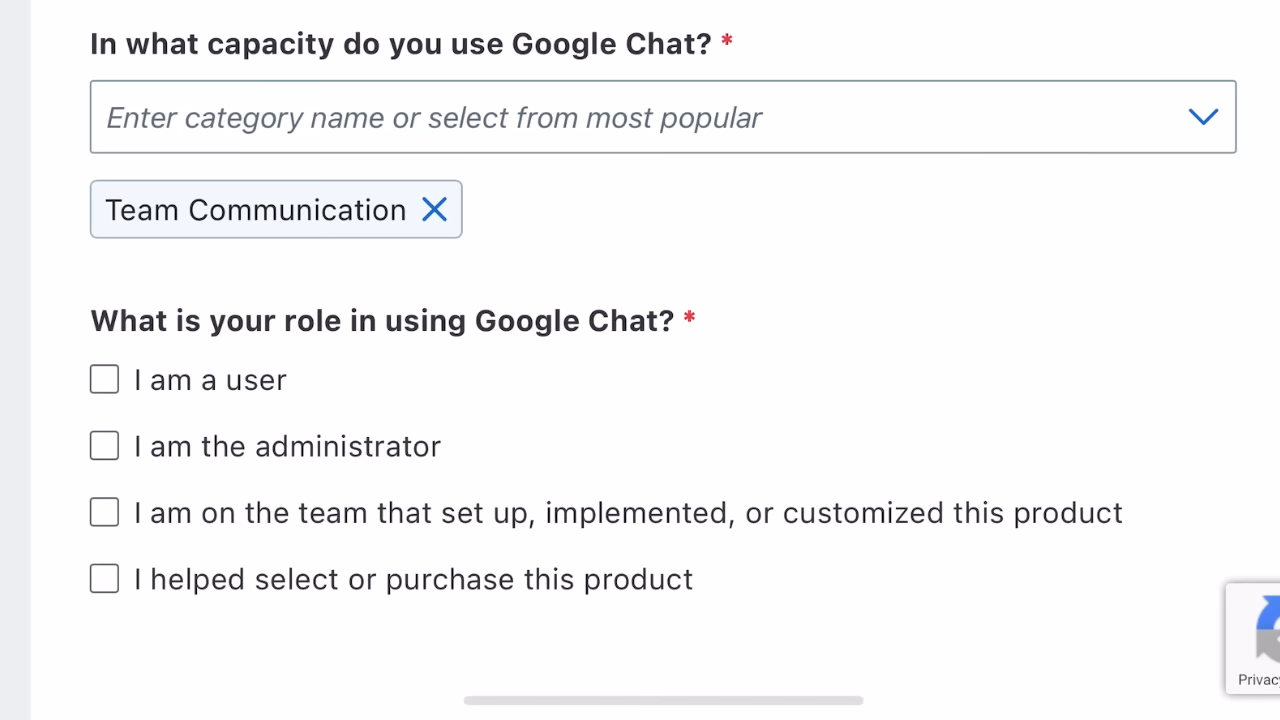 In what capacity do you use Google Chat? *
Enter category name or select from most popular
Team Communication
What is your role in using Google Chat? *
I am a user
I am the administrator
I am on the team that set up, implemented, or customized this product
I helped select or purchase this product
Privac